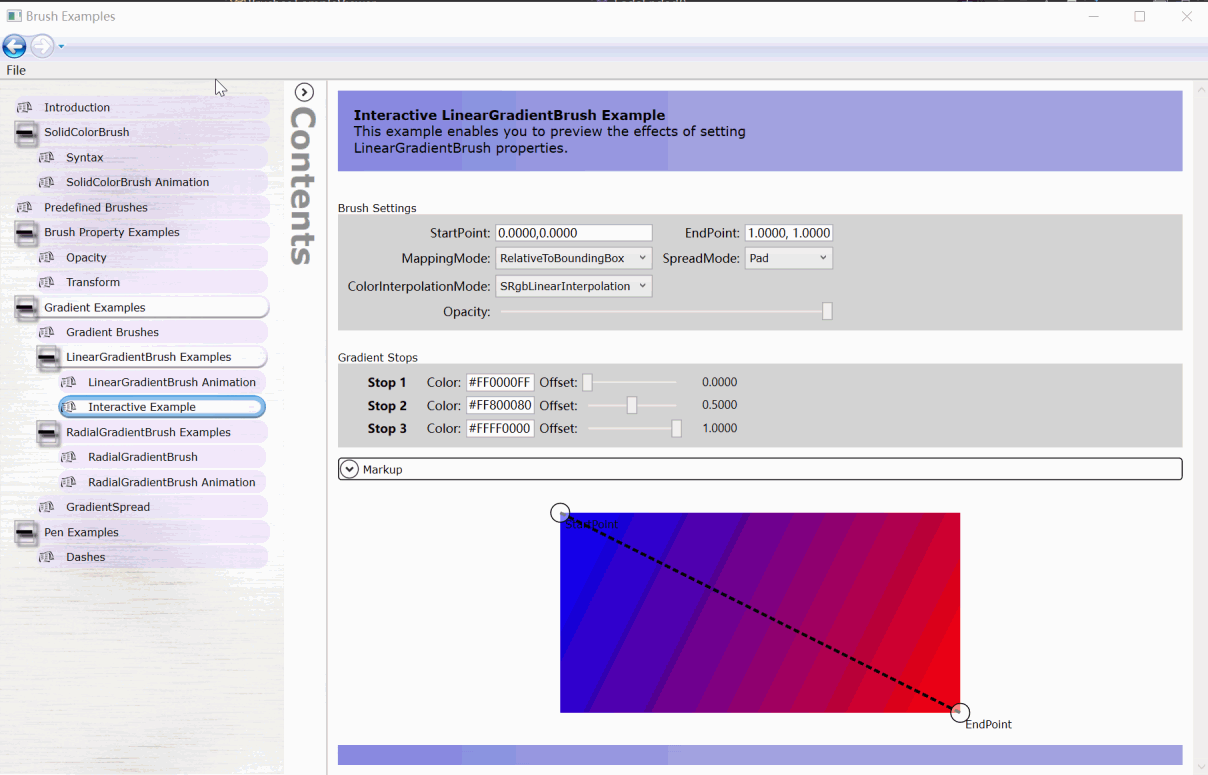 Brush Examples
File
Introduction
SolidColorBrush
Syntax
SolidColorBrush Animation
Predefined Brushes
Brush Property Examples
Opacity
Transform
Gradient Examples
Gradient Brushes
LinearGradientBrush Examples
LinearGradientBrush Animation
Interactive Example
RadialGradientBrush Examples
RadialGradientBrush
RadialGradientBrush Animation
GradientSpread
Pen Examples
Dashes
Contents
Interactive LinearGradientBrush Example
This example enables you to preview the effects of setting
LinearGradientBrush properties.
Brush Settings
StartPoint: 0.0000,0.0000 EndPoint: 1.0000, 1.0000
MappingMode: RelativeToBoundingBox SpreadMode: Pad
ColorInterpolationMode: SRgbLinearInterpolation
Opacity:
Gradient Stops
Stop 1 Color: #FF0000FF Offset: 0.0000
Stop 2 Color: #FF800080 Offset: 0.5000
Stop 3 Color: #FFFF0000 Offset: 1.0000
Markup
StartPoint
EndPoint